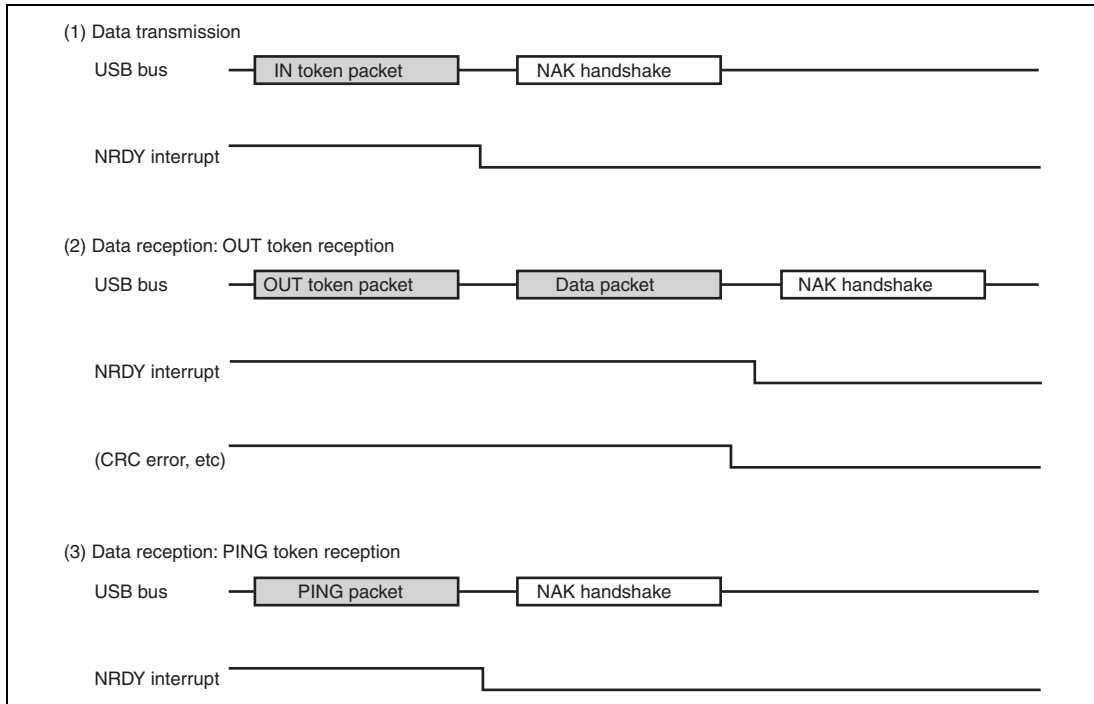 (1) Data transmission
USB bus
IN token packet
NAK handshake
NRDY interrupt
(2) Data reception: OUT token reception
USB bus
OUT token packet
Data packet
NAK handshake
NRDY interrupt
(CRC error, etc)
(3) Data reception: PING token reception
USB bus
PING packet
NAK handshake
NRDY interrupt